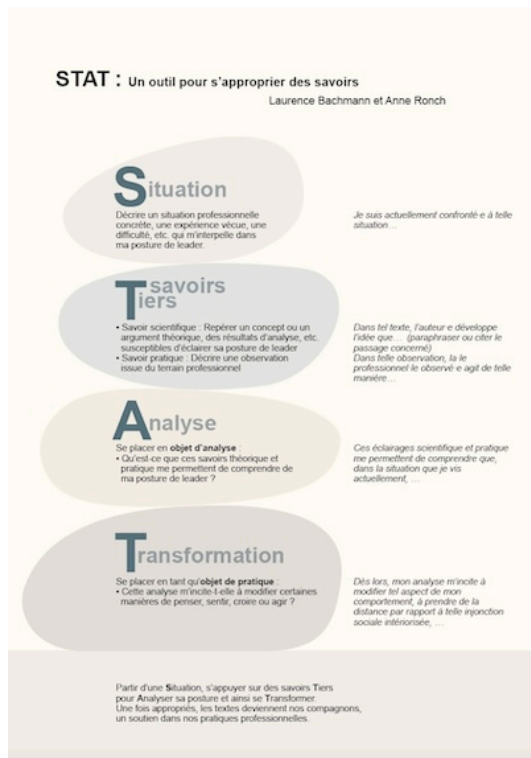 STAT : Un outil pour s'approprier des savoirs
Laurence Bachmann et Anne Ronch
Situation
Décrire un situation professionnelle
concrète, une expérience vécue, une
difficulté, etc. qui m'interpelle dans
ma posture de leader.
Je suis actuellement confronté·e à telle
situation…
savoirs
Tiers
• Savoir scientifique : Repérer un concept ou un
argument théorique, des résultats d'analyse, etc.
susceptibles d'éclairer sa posture de leader
• Savoir pratique : Décrire une observation
issue du terrain professionnel
Dans tel texte, l'auteur·e développe
l'idée que… (paraphraser ou citer le
passage concerné)
Dans telle observation, la·le
professionnel·le observé·e agit de telle
manière…
Analyse
Se placer en objet d'analyse :
• Qu'est-ce que ces savoirs théorique et
pratique me permettent de comprendre de
ma posture de leader ?
Ces éclairages scientifique et pratique
me permettent de comprendre que,
dans la situation que je vis
actuellement, …
Transformation
Se placer en tant qu'objet de pratique :
• Cette analyse m'incite-t-elle à modifier certaines
manières de penser, sentir, croire ou agir ?
Dès lors, mon analyse m'incite à
modifier tel aspect de mon
comportement, à prendre de la
distance par rapport à telle injonction
sociale intériorisée, …
Partir d'une Situation, s'appuyer sur des savoirs Tiers
pour Analyser sa posture et ainsi se Transformer.
Une fois appropriés, les textes deviennent nos compagnons,
un soutien dans nos pratiques professionnelles.